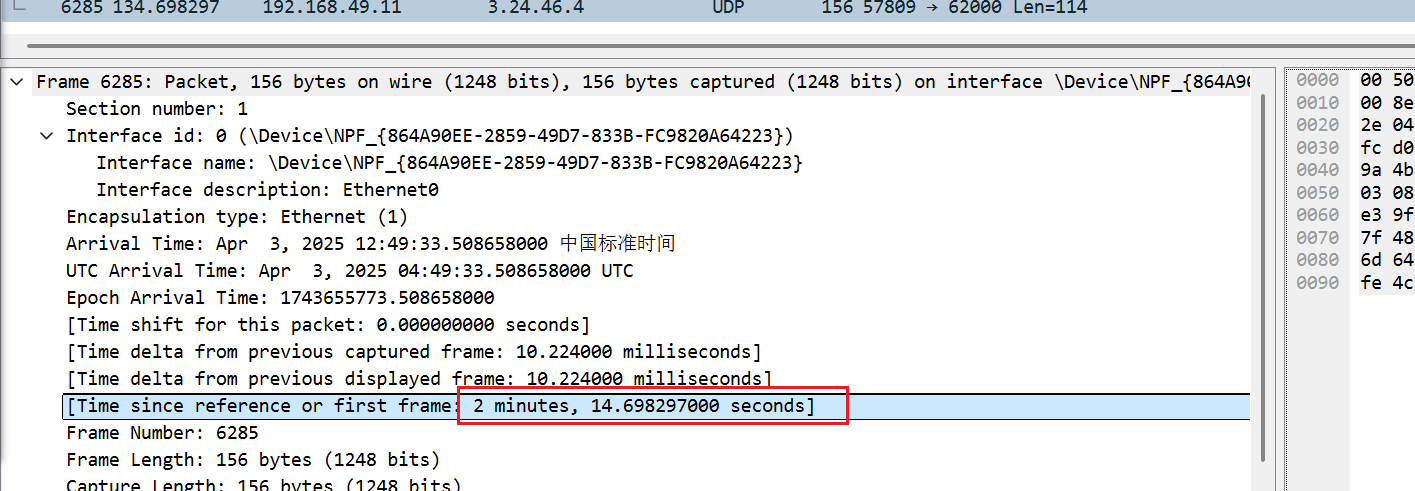 6285 134.698297 192.168.49.11 3.24.46.4 UDP 156 57809 → 62000 Len=114
Frame 6285: Packet, 156 bytes on wire (1248 bits), 156 bytes captured (1248 bits) on interface \Device\NPF_{864A90
Section number: 1
Interface id: 0 (\Device\NPF_{864A90EE-2859-49D7-833B-FC9820A64223})
Interface name: \Device\NPF_{864A90EE-2859-49D7-833B-FC9820A64223}
Interface description: Ethernet0
Encapsulation type: Ethernet (1)
Arrival Time: Apr  3, 2025 12:49:33.508658000 中国标准时间
UTC Arrival Time: Apr  3, 2025 04:49:33.508658000 UTC
Epoch Arrival Time: 1743655773.508658000
[Time shift for this packet: 0.000000000 seconds]
[Time delta from previous captured frame: 10.224000 milliseconds]
[Time delta from previous displayed frame: 10.224000 milliseconds]
[Time since reference or first frame: 2 minutes, 14.698297000 seconds]
Frame Number: 6285
Frame Length: 156 bytes (1248 bits)
Capture Length: 156 bytes (1248 bits)
0000 00 50
0010 00 8e
0020 2e 04
0030 fc d0
0040 9a 4b
0050 03 08
0060 e3 9f
0070 7f 48
0080 6d 64
0090 fe 4c